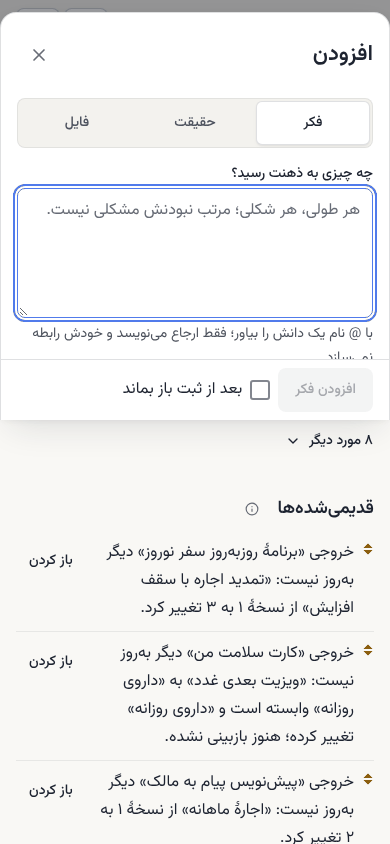 افزودن
فکر
حقیقت
فایل
چه چیزی به ذهنت رسید؟
هر طولی، هر شکلی؛ مرتب نبودنش مشکلی نیست.
با @ نام یک دانش را بیاور؛ فقط ارجاع می‌نویسد و خودش رابطه
نمی‌سازد.
افزودن فکر
بعد از ثبت باز بماند
۸ مورد دیگر
قدیمی‌شده‌ها
خروجی «برنامهٔ روزبه‌روز سفر نوروز» دیگر
به‌روز نیست: «تمدید اجاره با سقف
افزایش» از نسخهٔ ۱ به ۳ تغییر کرد.
باز کردن
خروجی «کارت سلامت من» دیگر به‌روز
نیست: «ویزیت بعدی غدد» به «داروی
روزانه» وابسته است و «داروی روزانه»
تغییر کرده؛ هنوز بازبینی نشده.
باز کردن
خروجی «پیش‌نویس پیام به مالک» دیگر
به‌روز نیست: «اجارهٔ ماهانه» از نسخهٔ ۱ به
۲ تغییر کرد.
باز کردن